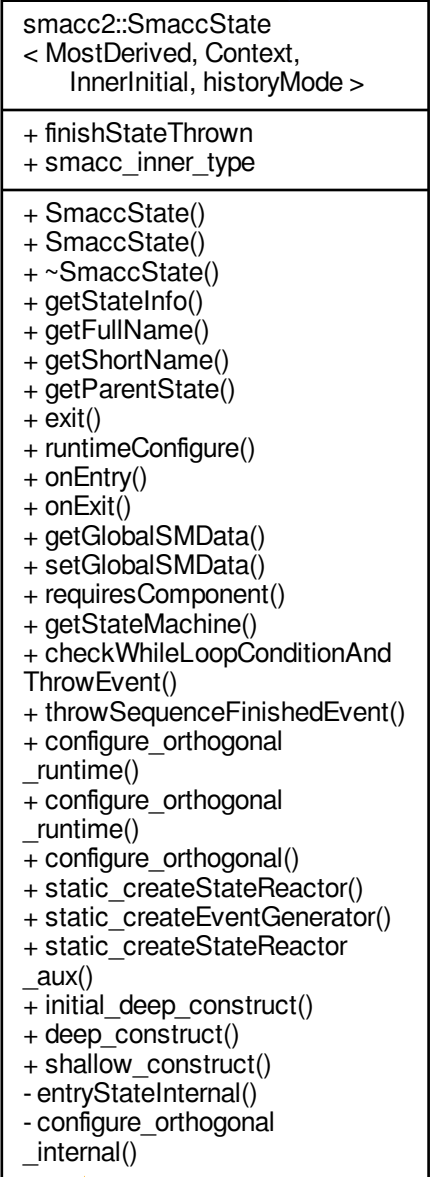 smacc2::SmaccState
< MostDerived, Context,
InnerInitial, historyMode >
+ finishStateThrown
+ smacc_inner_type
+ SmaccState()
+ SmaccState()
+ ~SmaccState()
+ getStateInfo()
+ getFullName()
+ getShortName()
+ getParentState()
+ exit()
+ runtimeConfigure()
+ onEntry()
+ onExit()
+ getGlobalSMData()
+ setGlobalSMData()
+ requiresComponent()
+ getStateMachine()
+ checkWhileLoopConditionAnd
ThrowEvent()
+ throwSequenceFinishedEvent()
+ configure_orthogonal
_runtime()
+ configure_orthogonal
_runtime()
+ configure_orthogonal()
+ static_createStateReactor()
+ static_createEventGenerator()
+ static_createStateReactor
_aux()
+ initial_deep_construct()
+ deep_construct()
+ shallow_construct()
- entryStateInternal()
- configure_orthogonal
_internal()